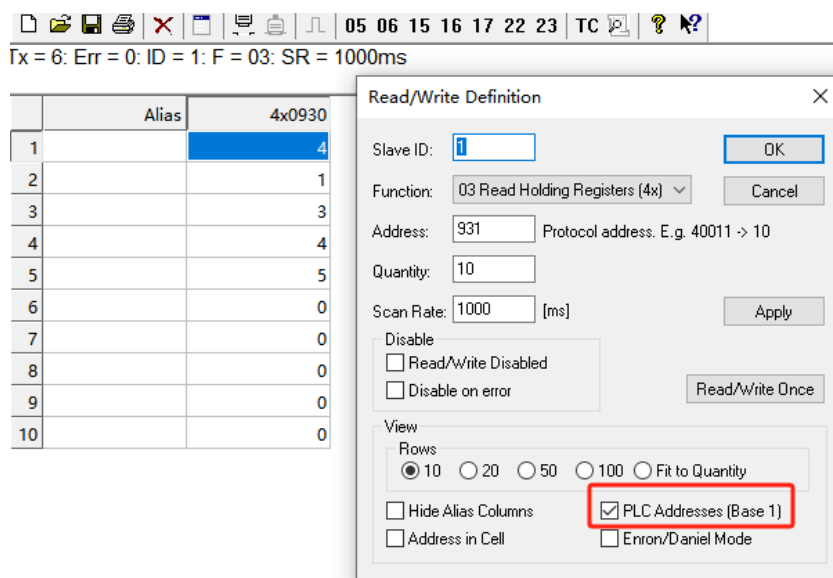 05 06 15 16 17 22 23 TC
Tx = 6: Err = 0: ID = 1: F = 03: SR = 1000ms
Alias 4x0930
1 4
2 1
3 3
4 4
5 5
6 0
7 0
8 0
9 0
10 0
Read/Write Definition
Slave ID: 1 OK
Function: 03 Read Holding Registers (4x) Cancel
Address: 931 Protocol address. E.g. 40011 -> 10
Quantity: 10
Scan Rate: 1000 [ms] Apply
Disable
Read/Write Disabled
Disable on error Read/Write Once
View
Rows
10 20 50 100 Fit to Quantity
Hide Alias Columns PLC Addresses (Base 1)
Address in Cell Enron/Daniel Mode